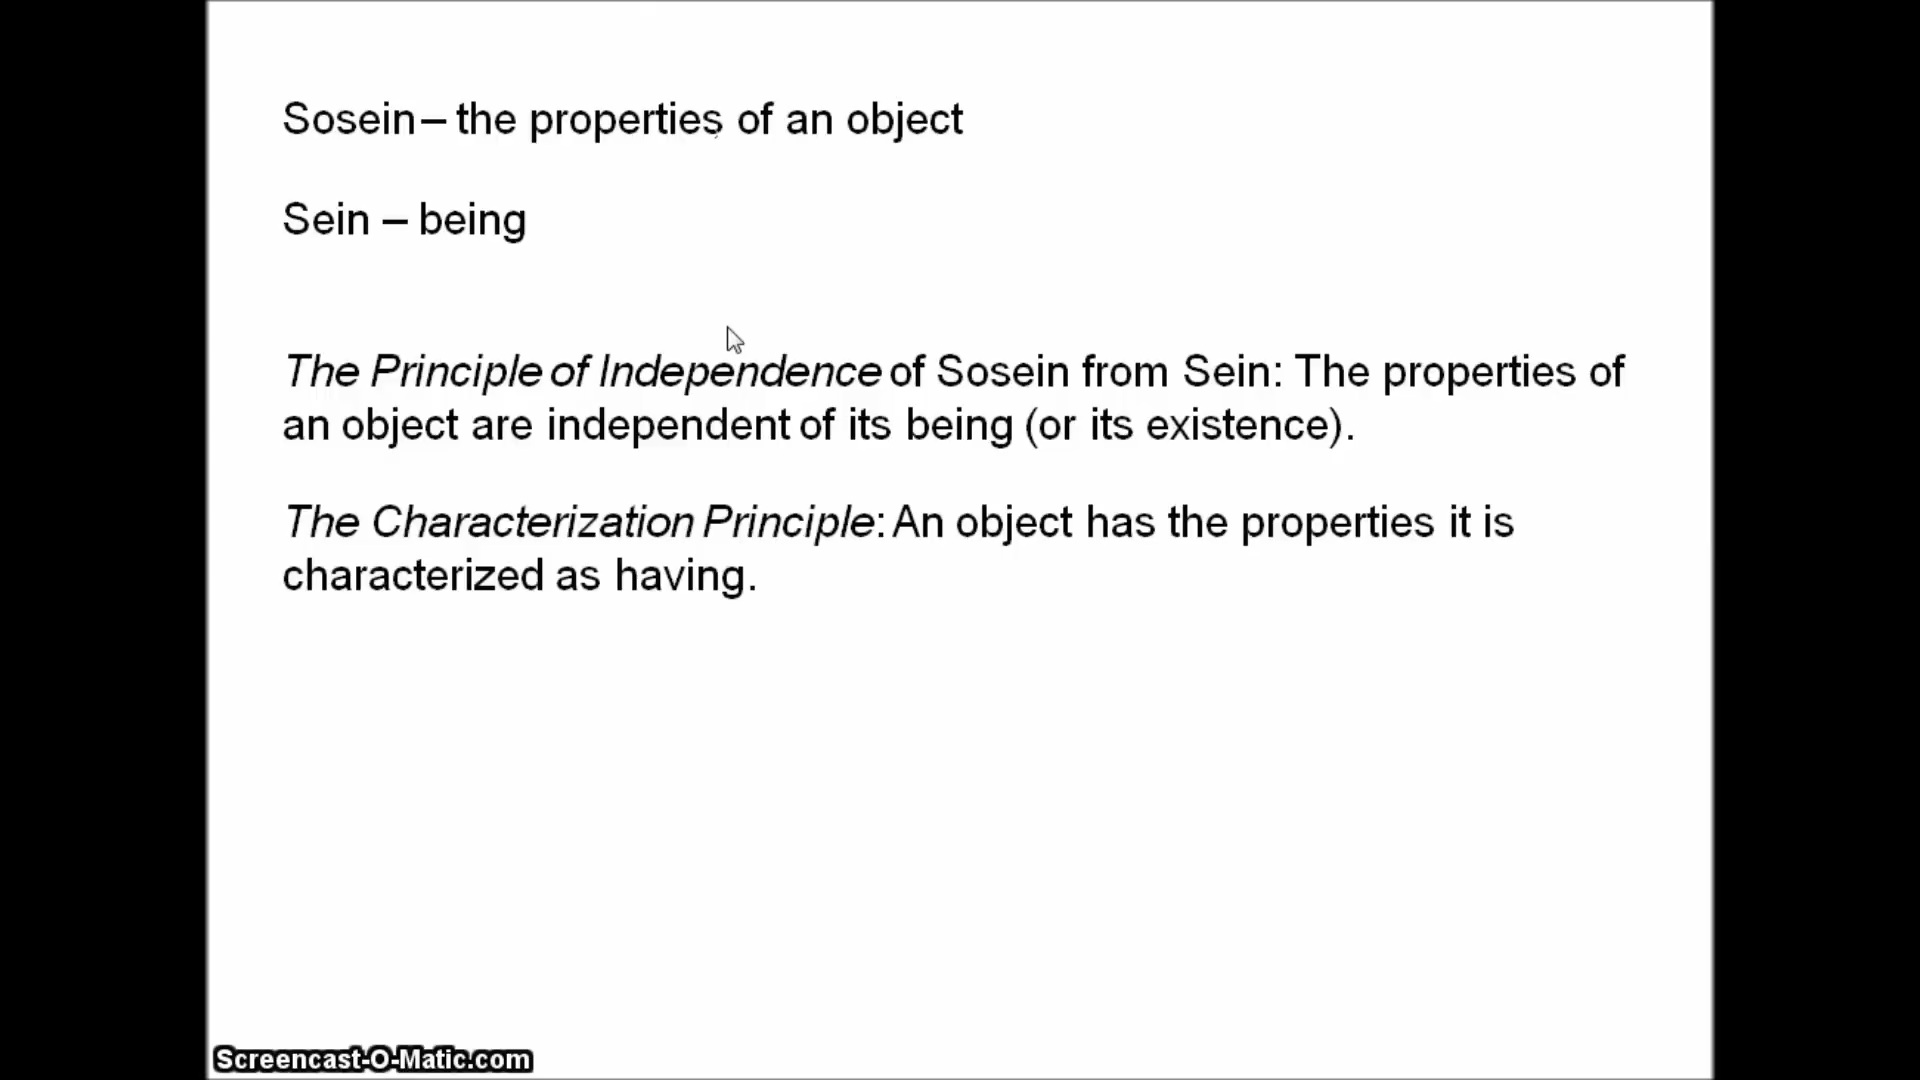 Sosein – the properties of an object
Sein – being
The Principle of Independence of Sosein from Sein: The properties of
an object are independent of its being (or its existence).
The Characterization Principle: An object has the properties it is
characterized as having.
Screencast-O-Matic.com